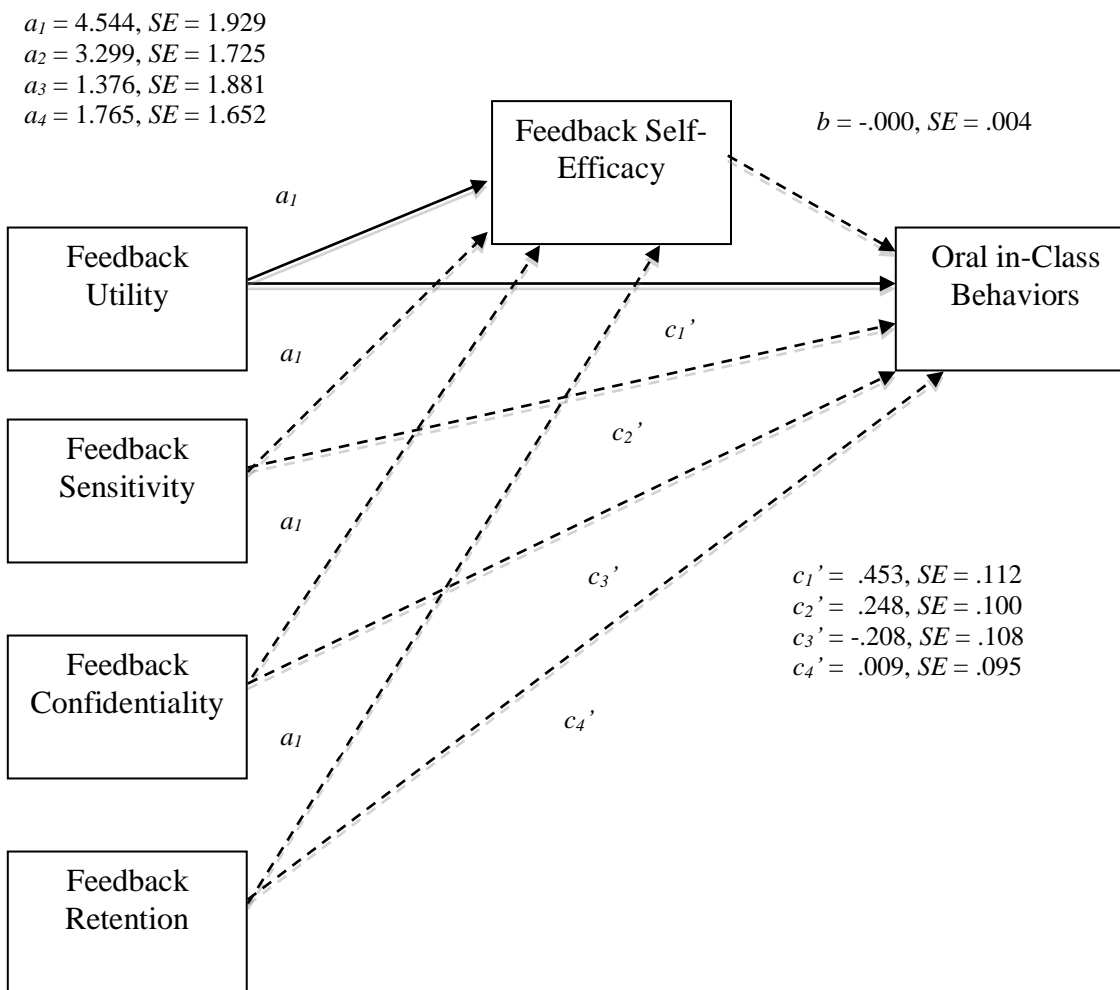 a1 = 4.544, SE = 1.929
a2 = 3.299, SE = 1.725
a3 = 1.376, SE = 1.881
a4 = 1.765, SE = 1.652
Feedback Self-
Efficacy
b = -.000, SE = .004
a1
Feedback
Utility
Oral in-Class
Behaviors
c1’
a1
c2’
Feedback
Sensitivity
a1
c3’
c1’ = .453, SE = .112
c2’ = .248, SE = .100
c3’ = -.208, SE = .108
c4’ = .009, SE = .095
Feedback
Confidentiality
a1
c4’
Feedback
Retention